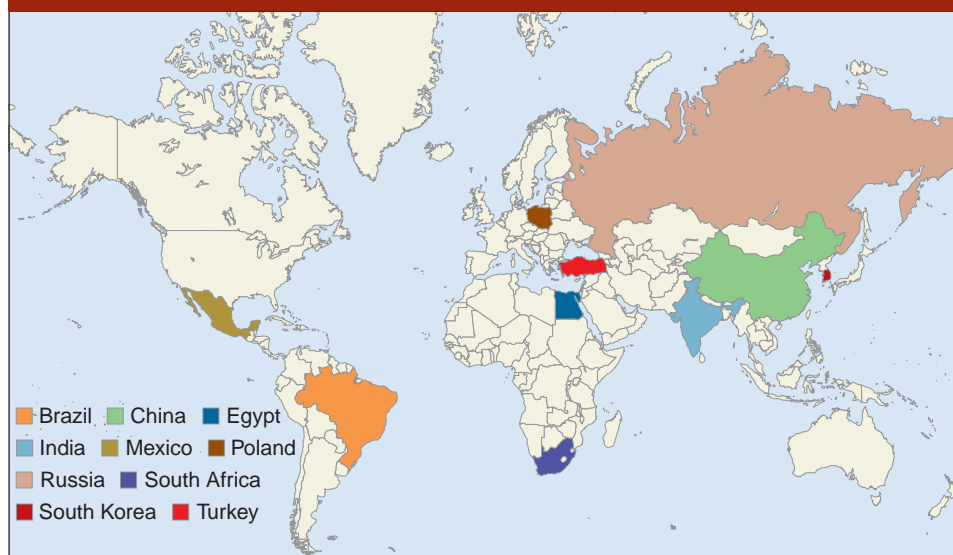 Brazil China Egypt
India Mexico Poland
Russia South Africa
South Korea Turkey